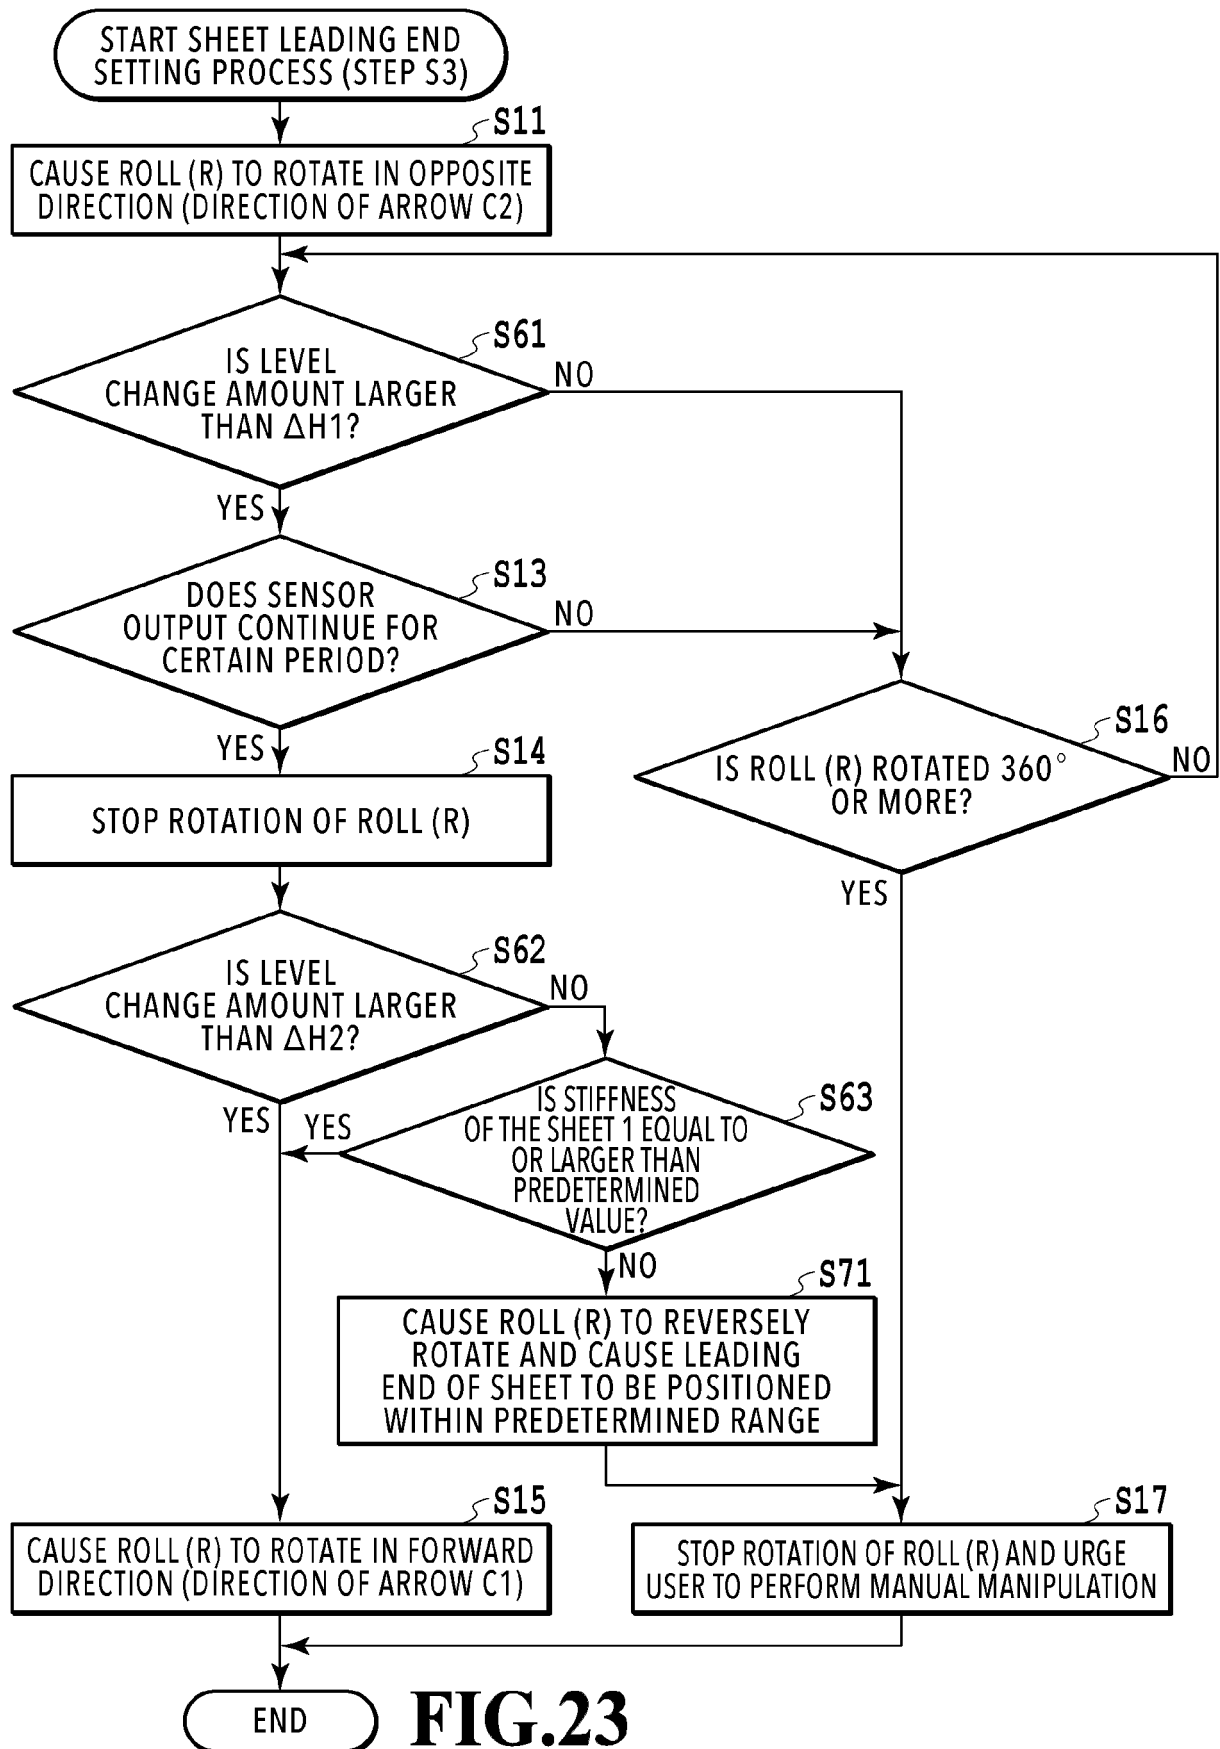 START SHEET LEADING END
SETTING PROCESS (STEP S3)
S11
CAUSE ROLL (R) TO ROTATE IN OPPOSITE
DIRECTION (DIRECTION OF ARROW C2)
S61
IS LEVEL
CHANGE AMOUNT LARGER
THAN ΔH1?
NO
YES
S13
DOES SENSOR
OUTPUT CONTINUE FOR
CERTAIN PERIOD?
NO
YES
S16
IS ROLL (R) ROTATED 360°
OR MORE?
NO
YES
S14
STOP ROTATION OF ROLL (R)
S62
IS LEVEL
CHANGE AMOUNT LARGER
THAN ΔH2?
NO
YES
S63
IS STIFFNESS
OF THE SHEET 1 EQUAL TO
OR LARGER THAN
PREDETERMINED
VALUE?
YES
NO
S71
CAUSE ROLL (R) TO REVERSELY
ROTATE AND CAUSE LEADING
END OF SHEET TO BE POSITIONED
WITHIN PREDETERMINED RANGE
S15
CAUSE ROLL (R) TO ROTATE IN FORWARD
DIRECTION (DIRECTION OF ARROW C1)
S17
STOP ROTATION OF ROLL (R) AND URGE
USER TO PERFORM MANUAL MANIPULATION
END
FIG.23